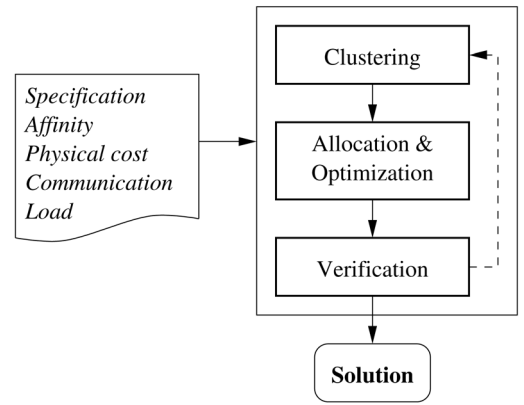 Specification
Affinity
Physical cost
Communication
Load
Clustering
Allocation &
Optimization
Verification
Solution